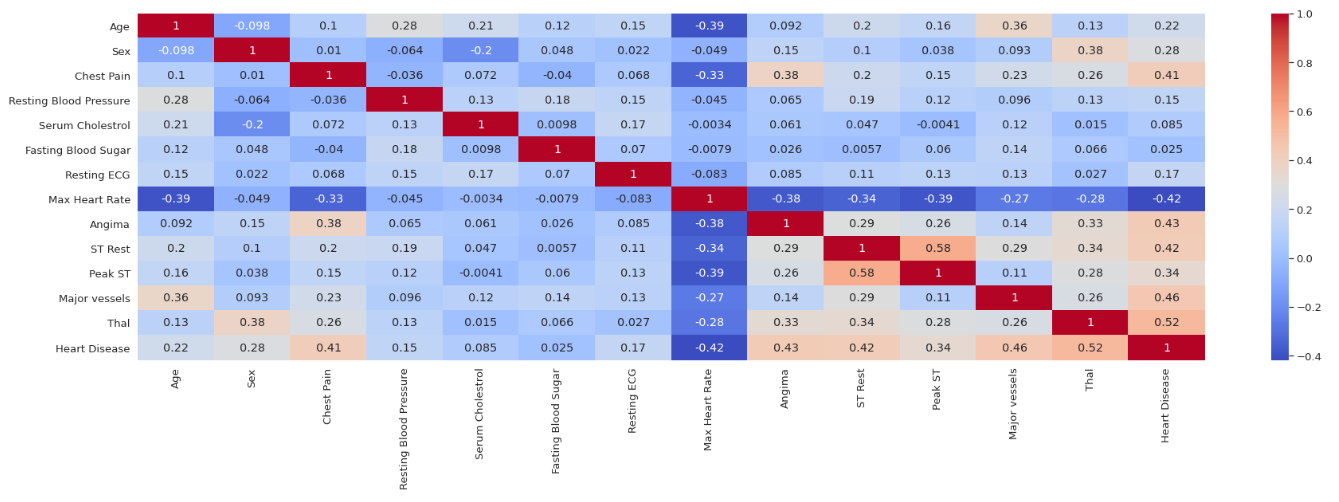 Age 1 -0.098 0.1 0.28 0.21 0.12 0.15 -0.39 0.092 0.2 0.16 0.36 0.13 0.22
Sex -0.098 1 0.01 -0.064 -0.2 0.048 0.022 -0.049 0.15 0.1 0.038 0.093 0.38 0.28
Chest Pain 0.1 0.01 1 -0.036 0.072 -0.04 0.068 -0.33 0.38 0.2 0.15 0.23 0.26 0.41
Resting Blood Pressure 0.28 -0.064 -0.036 1 0.13 0.18 0.15 -0.045 0.065 0.19 0.12 0.096 0.13 0.15
Serum Cholestrol 0.21 -0.2 0.072 0.13 1 0.0098 0.17 -0.0034 0.061 0.047 -0.0041 0.12 0.015 0.085
Fasting Blood Sugar 0.12 0.048 -0.04 0.18 0.0098 1 0.07 -0.0079 0.026 0.0057 0.06 0.14 0.066 0.025
Resting ECG 0.15 0.022 0.068 0.15 0.17 0.07 1 -0.083 0.085 0.11 0.13 0.13 0.027 0.17
Max Heart Rate -0.39 -0.049 -0.33 -0.045 -0.0034 -0.0079 -0.083 1 -0.38 -0.34 -0.39 -0.27 -0.28 -0.42
Angima 0.092 0.15 0.38 0.065 0.061 0.026 0.085 -0.38 1 0.29 0.26 0.14 0.33 0.43
ST Rest 0.2 0.1 0.2 0.19 0.047 0.0057 0.11 -0.34 0.29 1 0.58 0.29 0.34 0.42
Peak ST 0.16 0.038 0.15 0.12 -0.0041 0.06 0.13 -0.39 0.26 0.58 1 0.11 0.28 0.34
Major vessels 0.36 0.093 0.23 0.096 0.12 0.14 0.13 -0.27 0.14 0.29 0.11 1 0.26 0.46
Thal 0.13 0.38 0.26 0.13 0.015 0.066 0.027 -0.28 0.33 0.34 0.28 0.26 1 0.52
Heart Disease 0.22 0.28 0.41 0.15 0.085 0.025 0.17 -0.42 0.43 0.42 0.34 0.46 0.52 1
Age
Sex
Chest Pain
Resting Blood Pressure
Serum Cholestrol
Fasting Blood Sugar
Resting ECG
Max Heart Rate
Angima
ST Rest
Peak ST
Major vessels
Thal
Heart Disease
1.0
0.8
0.6
0.4
0.2
0.0
−0.2
−0.4